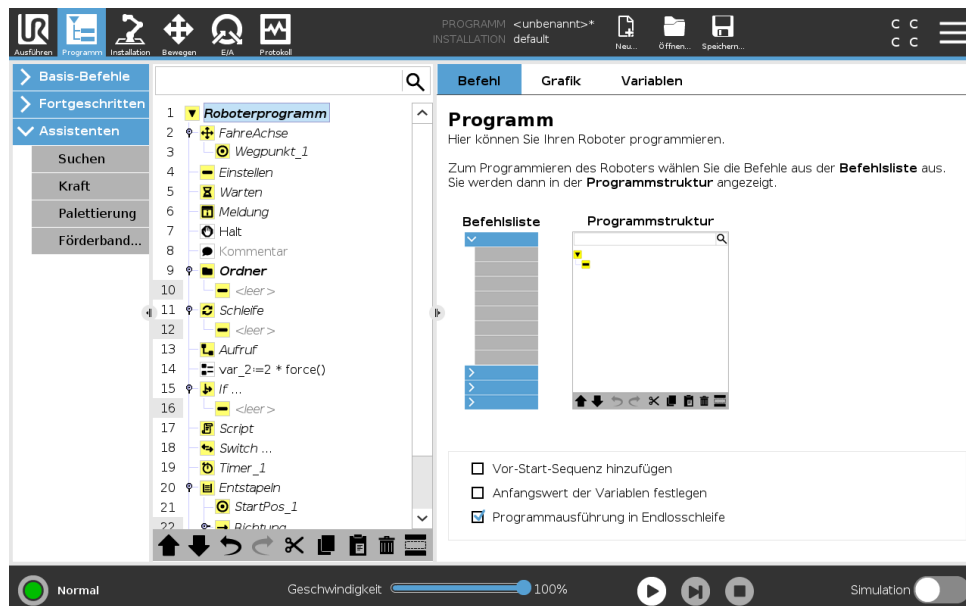 UR
Ausführen
Programm
Installation
Bewegen
E/A
Protokoll
PROGRAMM <unbenannt>*
INSTALLATION default
Neu...
Öffnen...
Speichern...
C C
C C
Basis-Befehle
Fortgeschritten
Assistenten
Suchen
Kraft
Palettierung
Förderband...
1 Roboterprogramm
2 FahreAchse
3 Wegpunkt_1
4 Einstellen
5 Warten
6 Meldung
7 Halt
8 Kommentar
9 Ordner
10 <leer>
11 Schleife
12 <leer>
13 Aufruf
14 var_2:=2 * force()
15 If ...
16 <leer>
17 Script
18 Switch ...
19 Timer_1
20 Entstapeln
21 StartPos_1
22 Richtung
Befehl
Grafik
Variablen
Programm
Hier können Sie Ihren Roboter programmieren.
Zum Programmieren des Roboters wählen Sie die Befehle aus der Befehlsliste aus.
Sie werden dann in der Programmstruktur angezeigt.
Befehlsliste
Programmstruktur
Vor-Start-Sequenz hinzufügen
Anfangswert der Variablen festlegen
Programmausführung in Endlosschleife
Normal
Geschwindigkeit
100%
Simulation